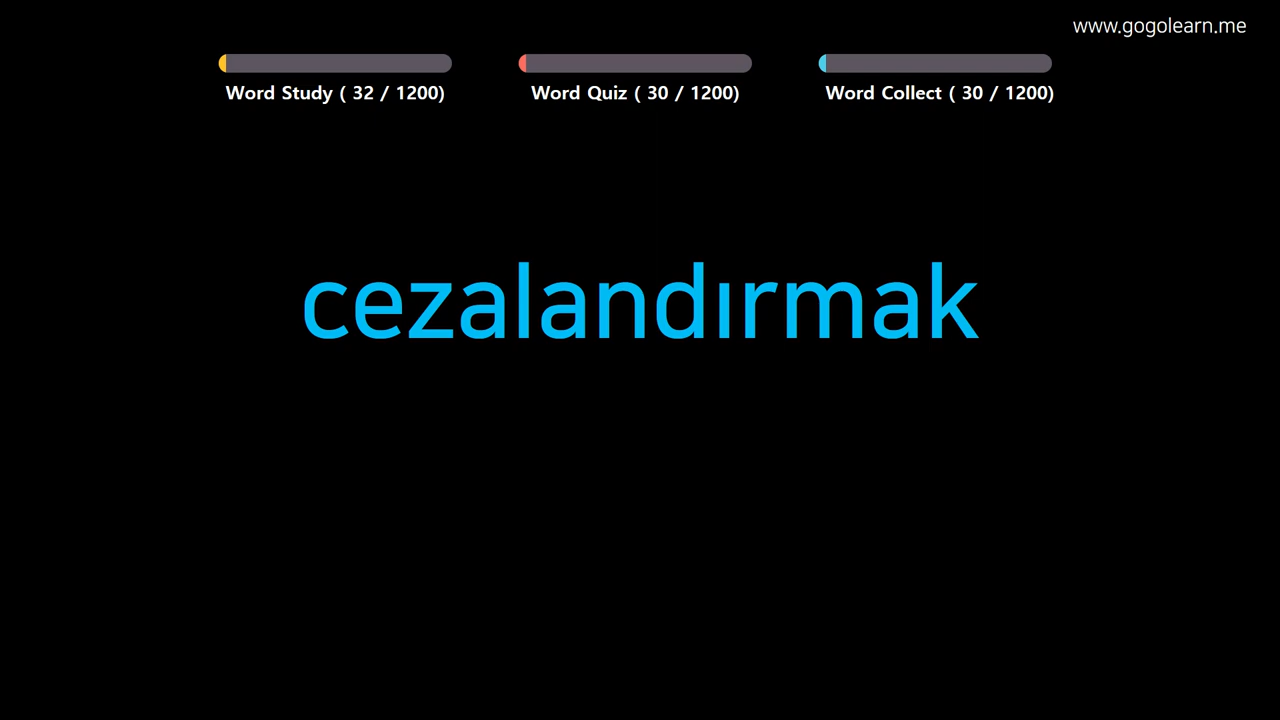 www.gogolearn.me
Word Study ( 32 / 1200)
Word Quiz ( 30 / 1200)
Word Collect ( 30 / 1200)
cezalandırmak